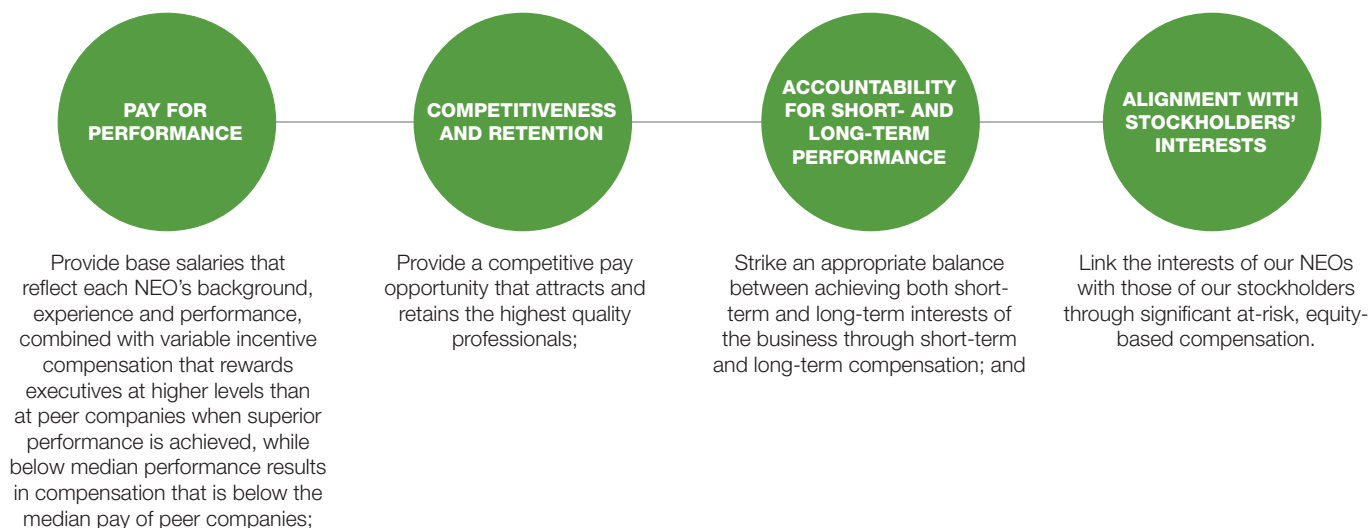 PAY FOR
PERFORMANCE
Provide base salaries that
reflect each NEO's background,
experience and performance,
combined with variable incentive
compensation that rewards
executives at higher levels than
at peer companies when superior
performance is achieved, while
below median performance results
in compensation that is below the
median pay of peer companies;
COMPETITIVENESS
AND RETENTION
Provide a competitive pay
opportunity that attracts and
retains the highest quality
professionals;
ACCOUNTABILITY
FOR SHORT- AND
LONG-TERM
PERFORMANCE
Strike an appropriate balance
between achieving both short-
term and long-term interests of
the business through short-term
and long-term compensation; and
ALIGNMENT WITH
STOCKHOLDERS'
INTERESTS
Link the interests of our NEOs
with those of our stockholders
through significant at-risk, equity-
based compensation.